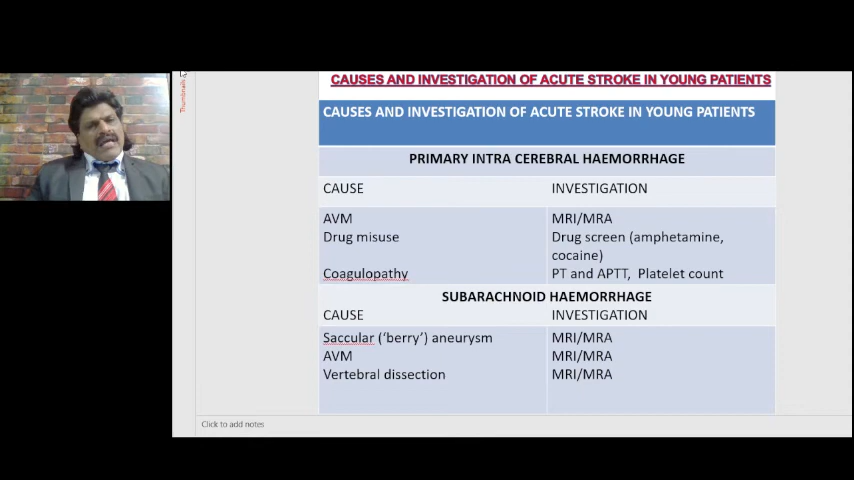 Thumbnails
CAUSES AND INVESTIGATION OF ACUTE STROKE IN YOUNG PATIENTS
CAUSES AND INVESTIGATION OF ACUTE STROKE IN YOUNG PATIENTS
PRIMARY INTRA CEREBRAL HAEMORRHAGE
CAUSE INVESTIGATION
AVM MRI/MRA
Drug misuse Drug screen (amphetamine,
cocaine)
Coagulopathy PT and APTT, Platelet count
SUBARACHNOID HAEMORRHAGE
CAUSE INVESTIGATION
Saccular (‘berry’) aneurysm MRI/MRA
AVM MRI/MRA
Vertebral dissection MRI/MRA
Click to add notes